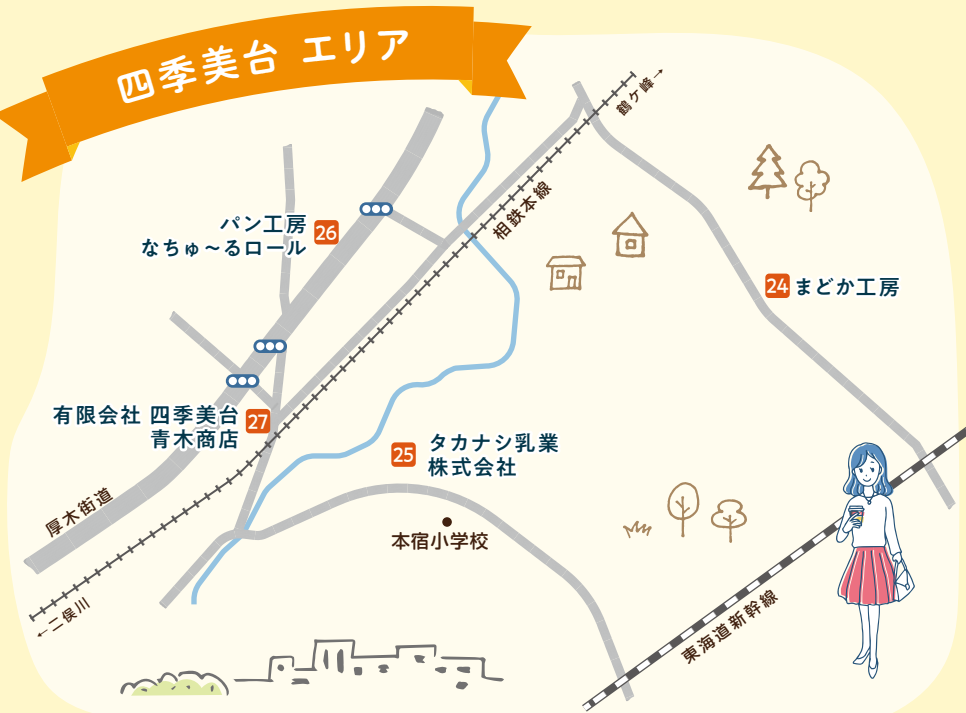 四季美台 エリア
鶴ケ峰→
相鉄本線
パン工房
なちゅ〜るロール
26
24 まどか工房
有限会社 四季美台
青木商店
27
25
タカナシ乳業
株式会社
厚木街道
本宿小学校
←二俣川
東海道新幹線